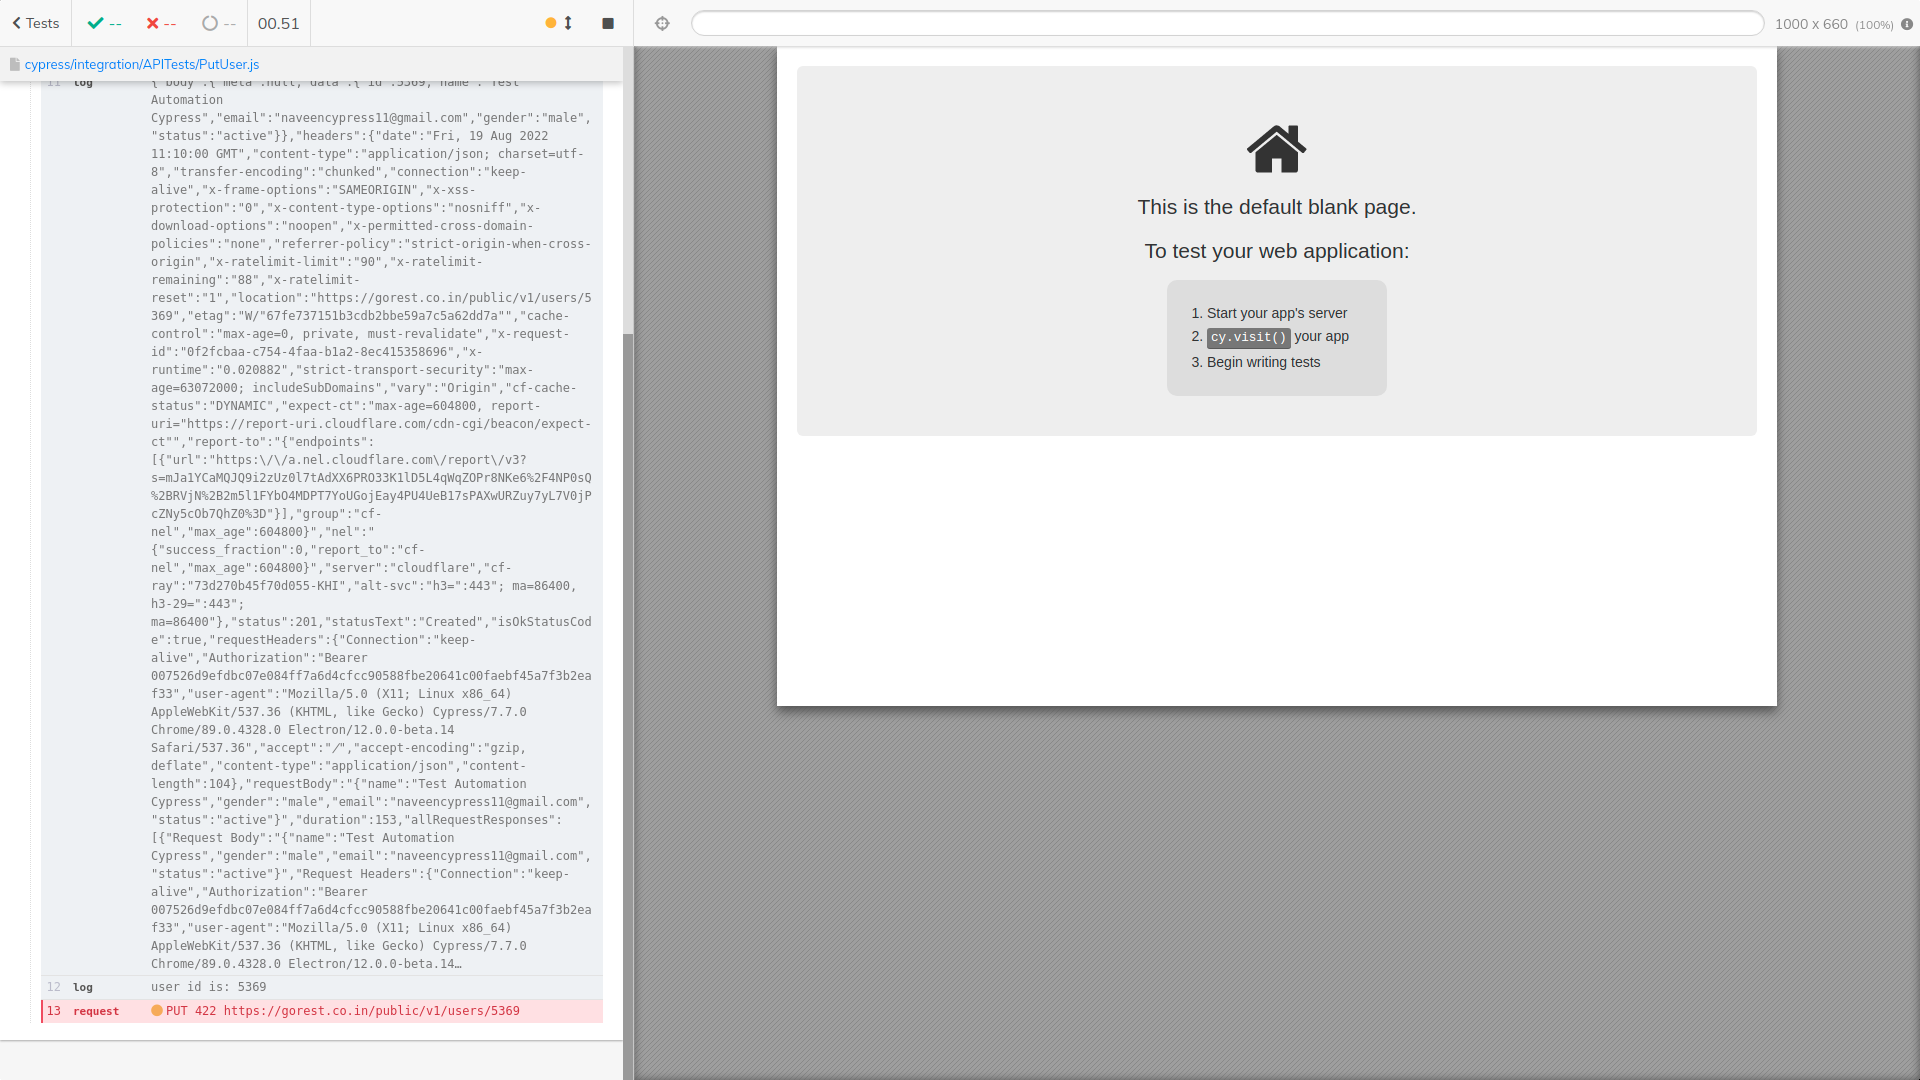 Tests
--
--
--
00.51
1000 x 660 (100%)
cypress/integration/APITests/PutUser.js
11 log {"body":{"meta":null,"data":{"id":5369,"name":"Test
Automation
Cypress","email":"naveencypress11@gmail.com","gender":"male",
"status":"active"}},"headers":{"date":"Fri, 19 Aug 2022
11:10:00 GMT","content-type":"application/json; charset=utf-
8","transfer-encoding":"chunked","connection":"keep-
alive","x-frame-options":"SAMEORIGIN","x-xss-
protection":"0","x-content-type-options":"nosniff","x-
download-options":"noopen","x-permitted-cross-domain-
policies":"none","referrer-policy":"strict-origin-when-cross-
origin","x-ratelimit-limit":"90","x-ratelimit-
remaining":"88","x-ratelimit-
reset":"1","location":"https://gorest.co.in/public/v1/users/5
369","etag":"W/"67fe737151b3cdb2bbe59a7c5a62dd7a"","cache-
control":"max-age=0, private, must-revalidate","x-request-
id":"0f2fcbaa-c754-4faa-b1a2-8ec415358696","x-
runtime":"0.020882","strict-transport-security":"max-
age=63072000; includeSubDomains","vary":"Origin","cf-cache-
status":"DYNAMIC","expect-ct":"max-age=604800, report-
uri="https://report-uri.cloudflare.com/cdn-cgi/beacon/expect-
ct"","report-to":"{"endpoints":
[{"url":"https:\/\/a.nel.cloudflare.com\/report\/v3?
s=mJa1YCaMQJQ9i2zUz0l7tAdXX6PRO33K1lD5L4qWqZOPr8NKe6%2F4NP0sQ
%2BRVjN%2B2m5l1FYbO4MDPT7YoUGojEay4PU4UeB17sPAXwURZuy7yL7V0jP
cZNy5cOb7QhZ0%3D"}],"group":"cf-
nel","max_age":604800}","nel":"
{"success_fraction":0,"report_to":"cf-
nel","max_age":604800}","server":"cloudflare","cf-
ray":"73d270b45f70d055-KHI","alt-svc":"h3=":443"; ma=86400,
h3-29=":443";
ma=86400"},"status":201,"statusText":"Created","isOkStatusCod
e":true,"requestHeaders":{"Connection":"keep-
alive","Authorization":"Bearer
007526d9efdbc07e084ff7a6d4cfcc90588fbe20641c00faebf45a7f3b2ea
f33","user-agent":"Mozilla/5.0 (X11; Linux x86_64)
AppleWebKit/537.36 (KHTML, like Gecko) Cypress/7.7.0
Chrome/89.0.4328.0 Electron/12.0.0-beta.14
Safari/537.36","accept":"*/*","accept-encoding":"gzip,
deflate","content-type":"application/json","content-
length":104},"requestBody":"{"name":"Test Automation
Cypress","gender":"male","email":"naveencypress11@gmail.com",
"status":"active"}","duration":153,"allRequestResponses":
[{"Request Body":"{"name":"Test Automation
Cypress","gender":"male","email":"naveencypress11@gmail.com",
"status":"active"}","Request Headers":{"Connection":"keep-
alive","Authorization":"Bearer
007526d9efdbc07e084ff7a6d4cfcc90588fbe20641c00faebf45a7f3b2ea
f33","user-agent":"Mozilla/5.0 (X11; Linux x86_64)
AppleWebKit/537.36 (KHTML, like Gecko) Cypress/7.7.0
Chrome/89.0.4328.0 Electron/12.0.0-beta.14…
12 log user id is: 5369
13 request PUT 422 https://gorest.co.in/public/v1/users/5369
This is the default blank page.
To test your web application:
1. Start your app's server
2. cy.visit() your app
3. Begin writing tests